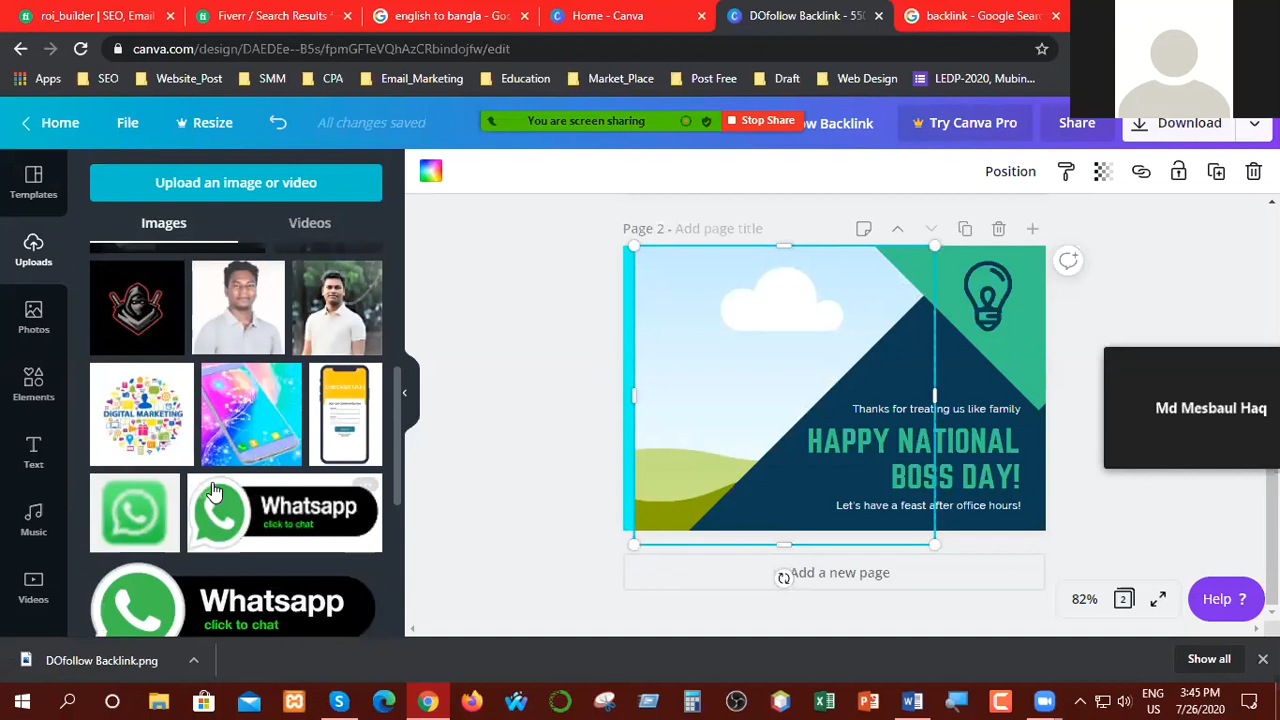 roi_builder | SEO, Email
Fiverr / Search Results
english to bangla - Go
Home - Canva
DOfollow Backlink - 550
backlink - Google Sear
canva.com/design/DAEDEe--B5s/fpmGFTeVQhAzCRbindojfw/edit
Apps
SEO
Website_Post
SMM
CPA
Email_Marketing
Education
Market_Place
Post Free
Draft
Web Design
LEDP-2020, Mubin...
Home
File
Resize
All changes saved
You are screen sharing
Stop Share
ow Backlink
Try Canva Pro
Share
Download
Templates
Uploads
Photos
Elements
Text
Music
Videos
Upload an image or video
Images
Videos
DIGITAL MARKETING
Whatsapp
click to chat
Whatsapp
click to chat
Position
Page 2 - Add page title
Thanks for treating us like family
HAPPY NATIONAL
BOSS DAY!
Let's have a feast after office hours!
Add a new page
Md Mesbaul Haq
82%
2
Help ?
DOfollow Backlink.png
Show all
ENG
US
3:45 PM
7/26/2020